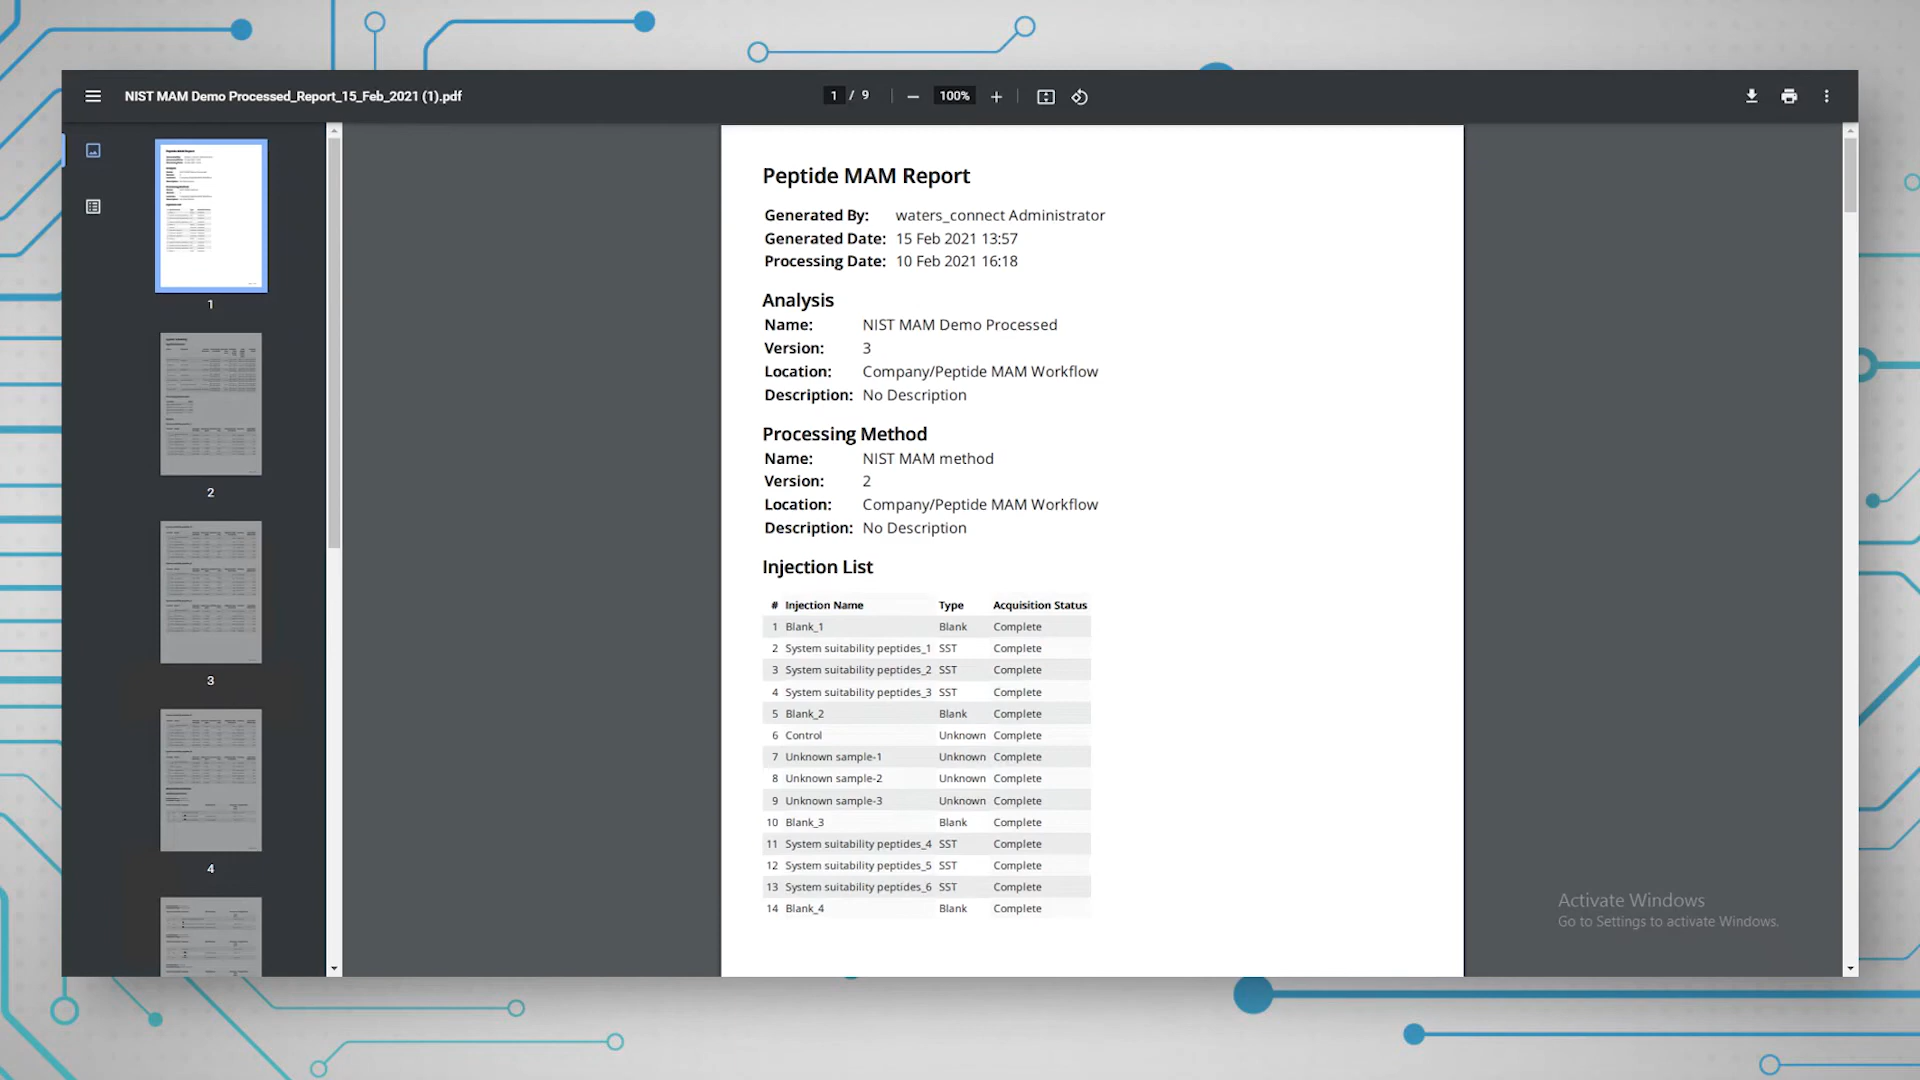 NIST MAM Demo Processed_Report_15_Feb_2021 (1).pdf
1 / 9
100%
1
2
3
4
Peptide MAM Report
Generated By: waters_connect Administrator
Generated Date: 15 Feb 2021 13:57
Processing Date: 10 Feb 2021 16:18
Analysis
Name: NIST MAM Demo Processed
Version: 3
Location: Company/Peptide MAM Workflow
Description: No Description
Processing Method
Name: NIST MAM method
Version: 2
Location: Company/Peptide MAM Workflow
Description: No Description
Injection List
# Injection Name Type Acquisition Status
1 Blank_1 Blank Complete
2 System suitability peptides_1 SST Complete
3 System suitability peptides_2 SST Complete
4 System suitability peptides_3 SST Complete
5 Blank_2 Blank Complete
6 Control Unknown Complete
7 Unknown sample-1 Unknown Complete
8 Unknown sample-2 Unknown Complete
9 Unknown sample-3 Unknown Complete
10 Blank_3 Blank Complete
11 System suitability peptides_4 SST Complete
12 System suitability peptides_5 SST Complete
13 System suitability peptides_6 SST Complete
14 Blank_4 Blank Complete
Activate Windows
Go to Settings to activate Windows.